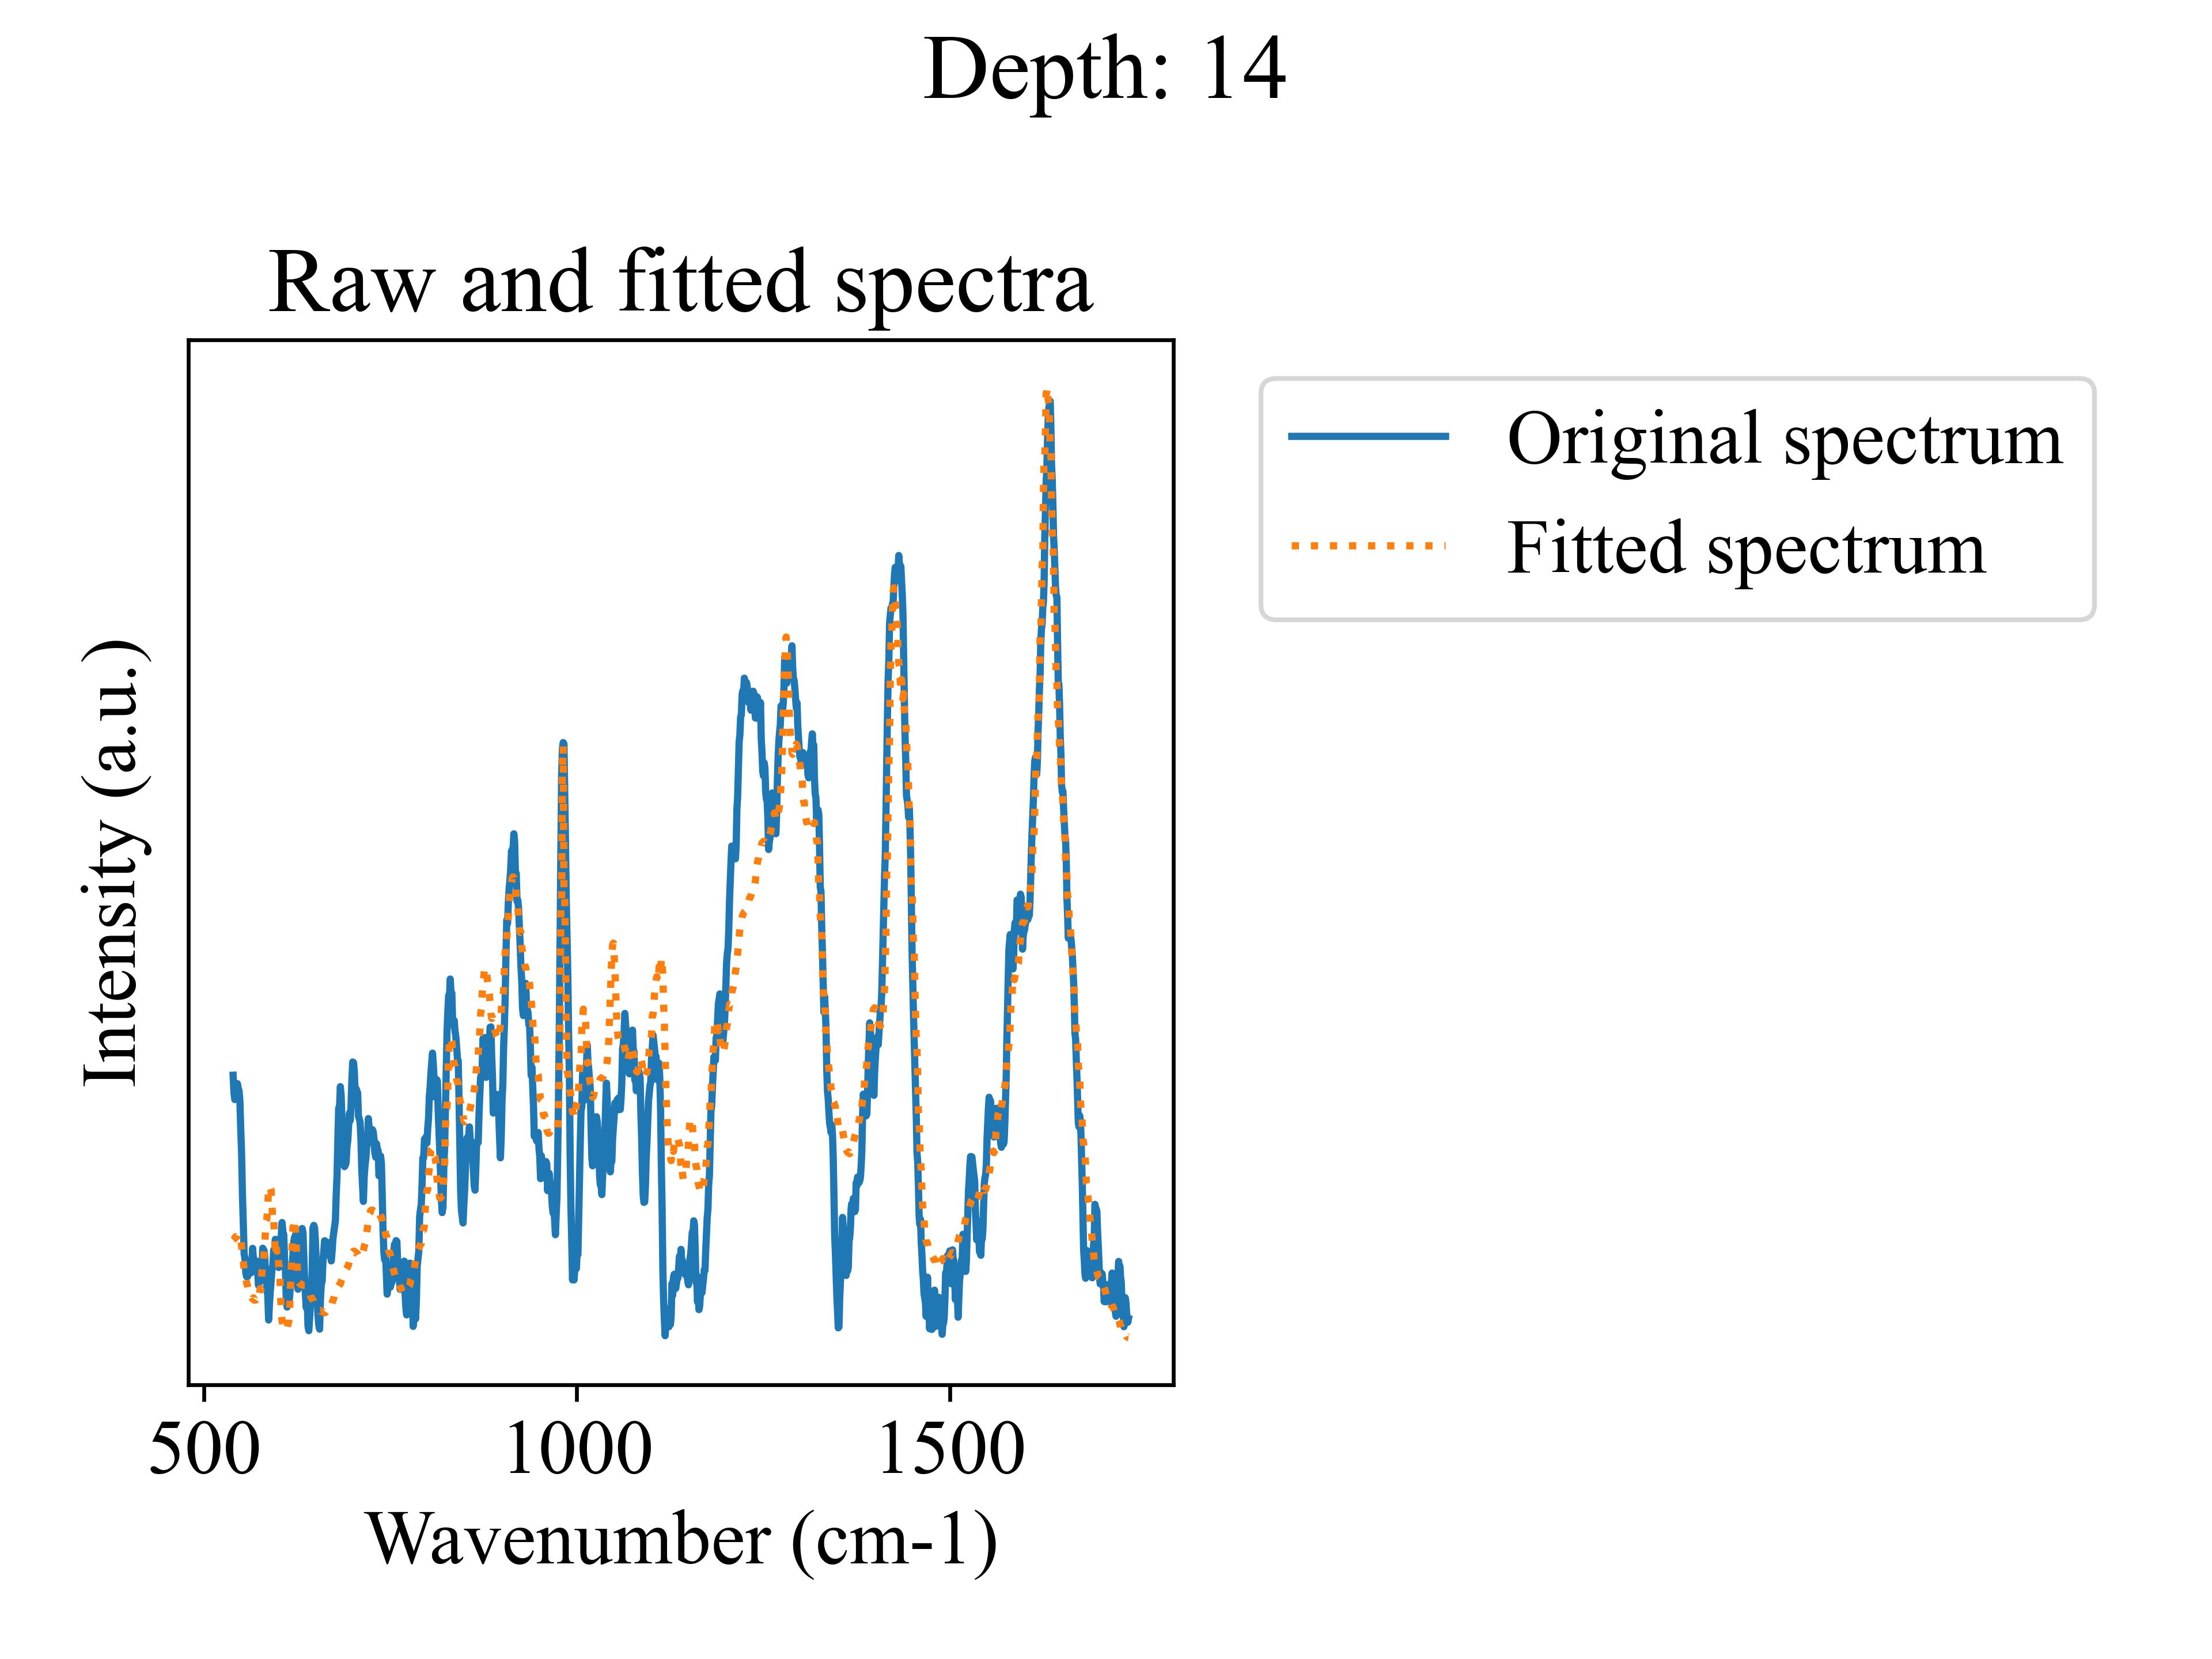 Depth: 14
Raw and fitted spectra
Original spectrum
Fitted spectrum
Intensity (a.u.)
500 1000 1500
Wavenumber (cm-1)